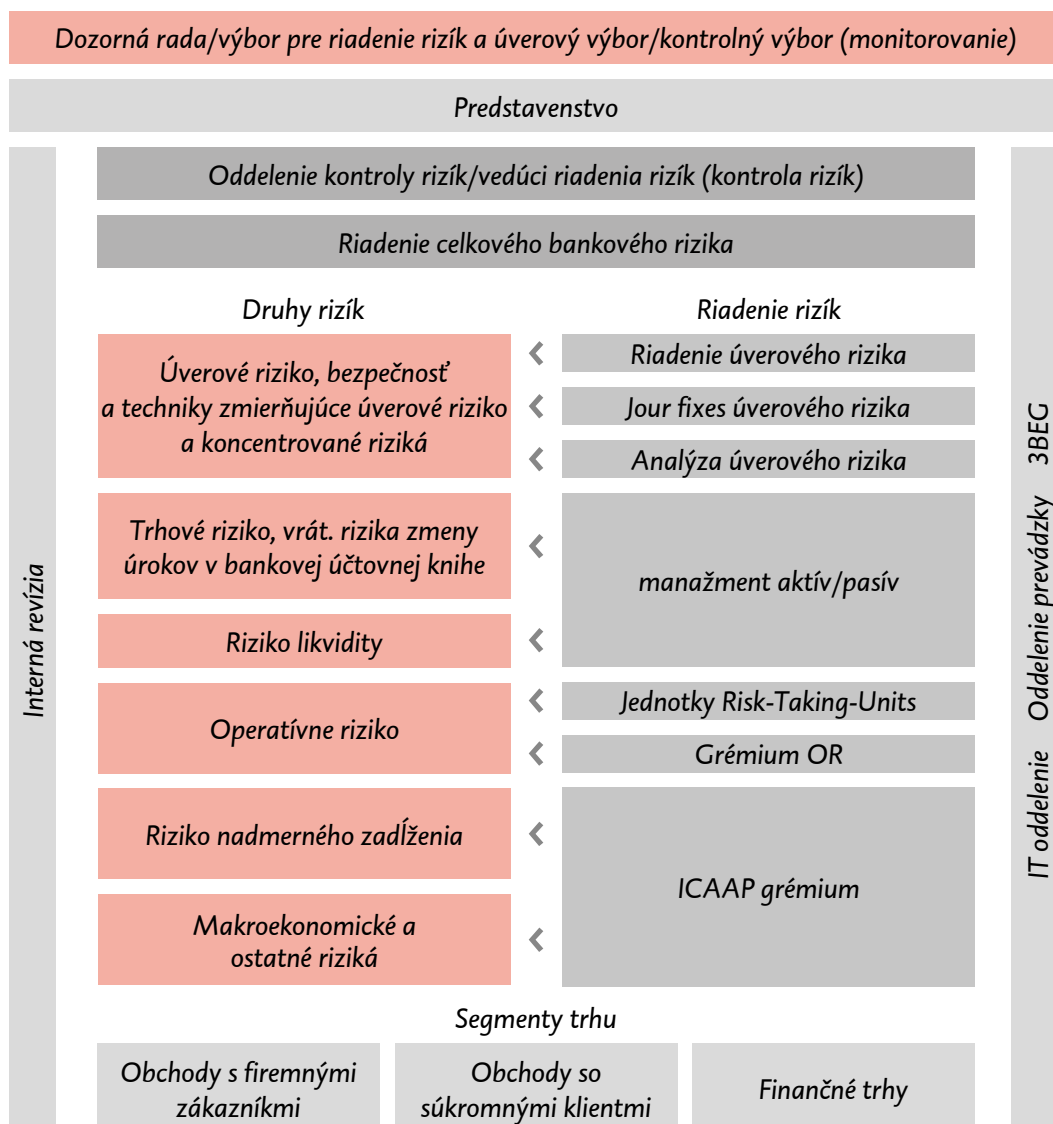 Dozorná rada/výbor pre riadenie rizík a úverový výbor/kontrolný výbor (monitorovanie)
Predstavenstvo
Interná revízia
Oddelenie kontroly rizík/vedúci riadenia rizík (kontrola rizík)
Riadenie celkového bankového rizika
Druhy rizík
Riadenie rizík
Úverové riziko, bezpečnosť
a techniky zmierňujúce úverové riziko
a koncentrované riziká
Riadenie úverového rizika
Jour fixes úverového rizika
Analýza úverového rizika
Trhové riziko, vrát. rizika zmeny
úrokov v bankovej účtovnej knihe
manažment aktív/pasív
Riziko likvidity
Operatívne riziko
Jednotky Risk-Taking-Units
Grémium OR
Riziko nadmerného zadĺženia
ICAAP grémium
Makroekonomické a
ostatné riziká
Segmenty trhu
Obchody s firemnými
zákazníkmi
Obchody so
súkromnými klientmi
Finančné trhy
IT oddelenie Oddelenie prevádzky 3BEG